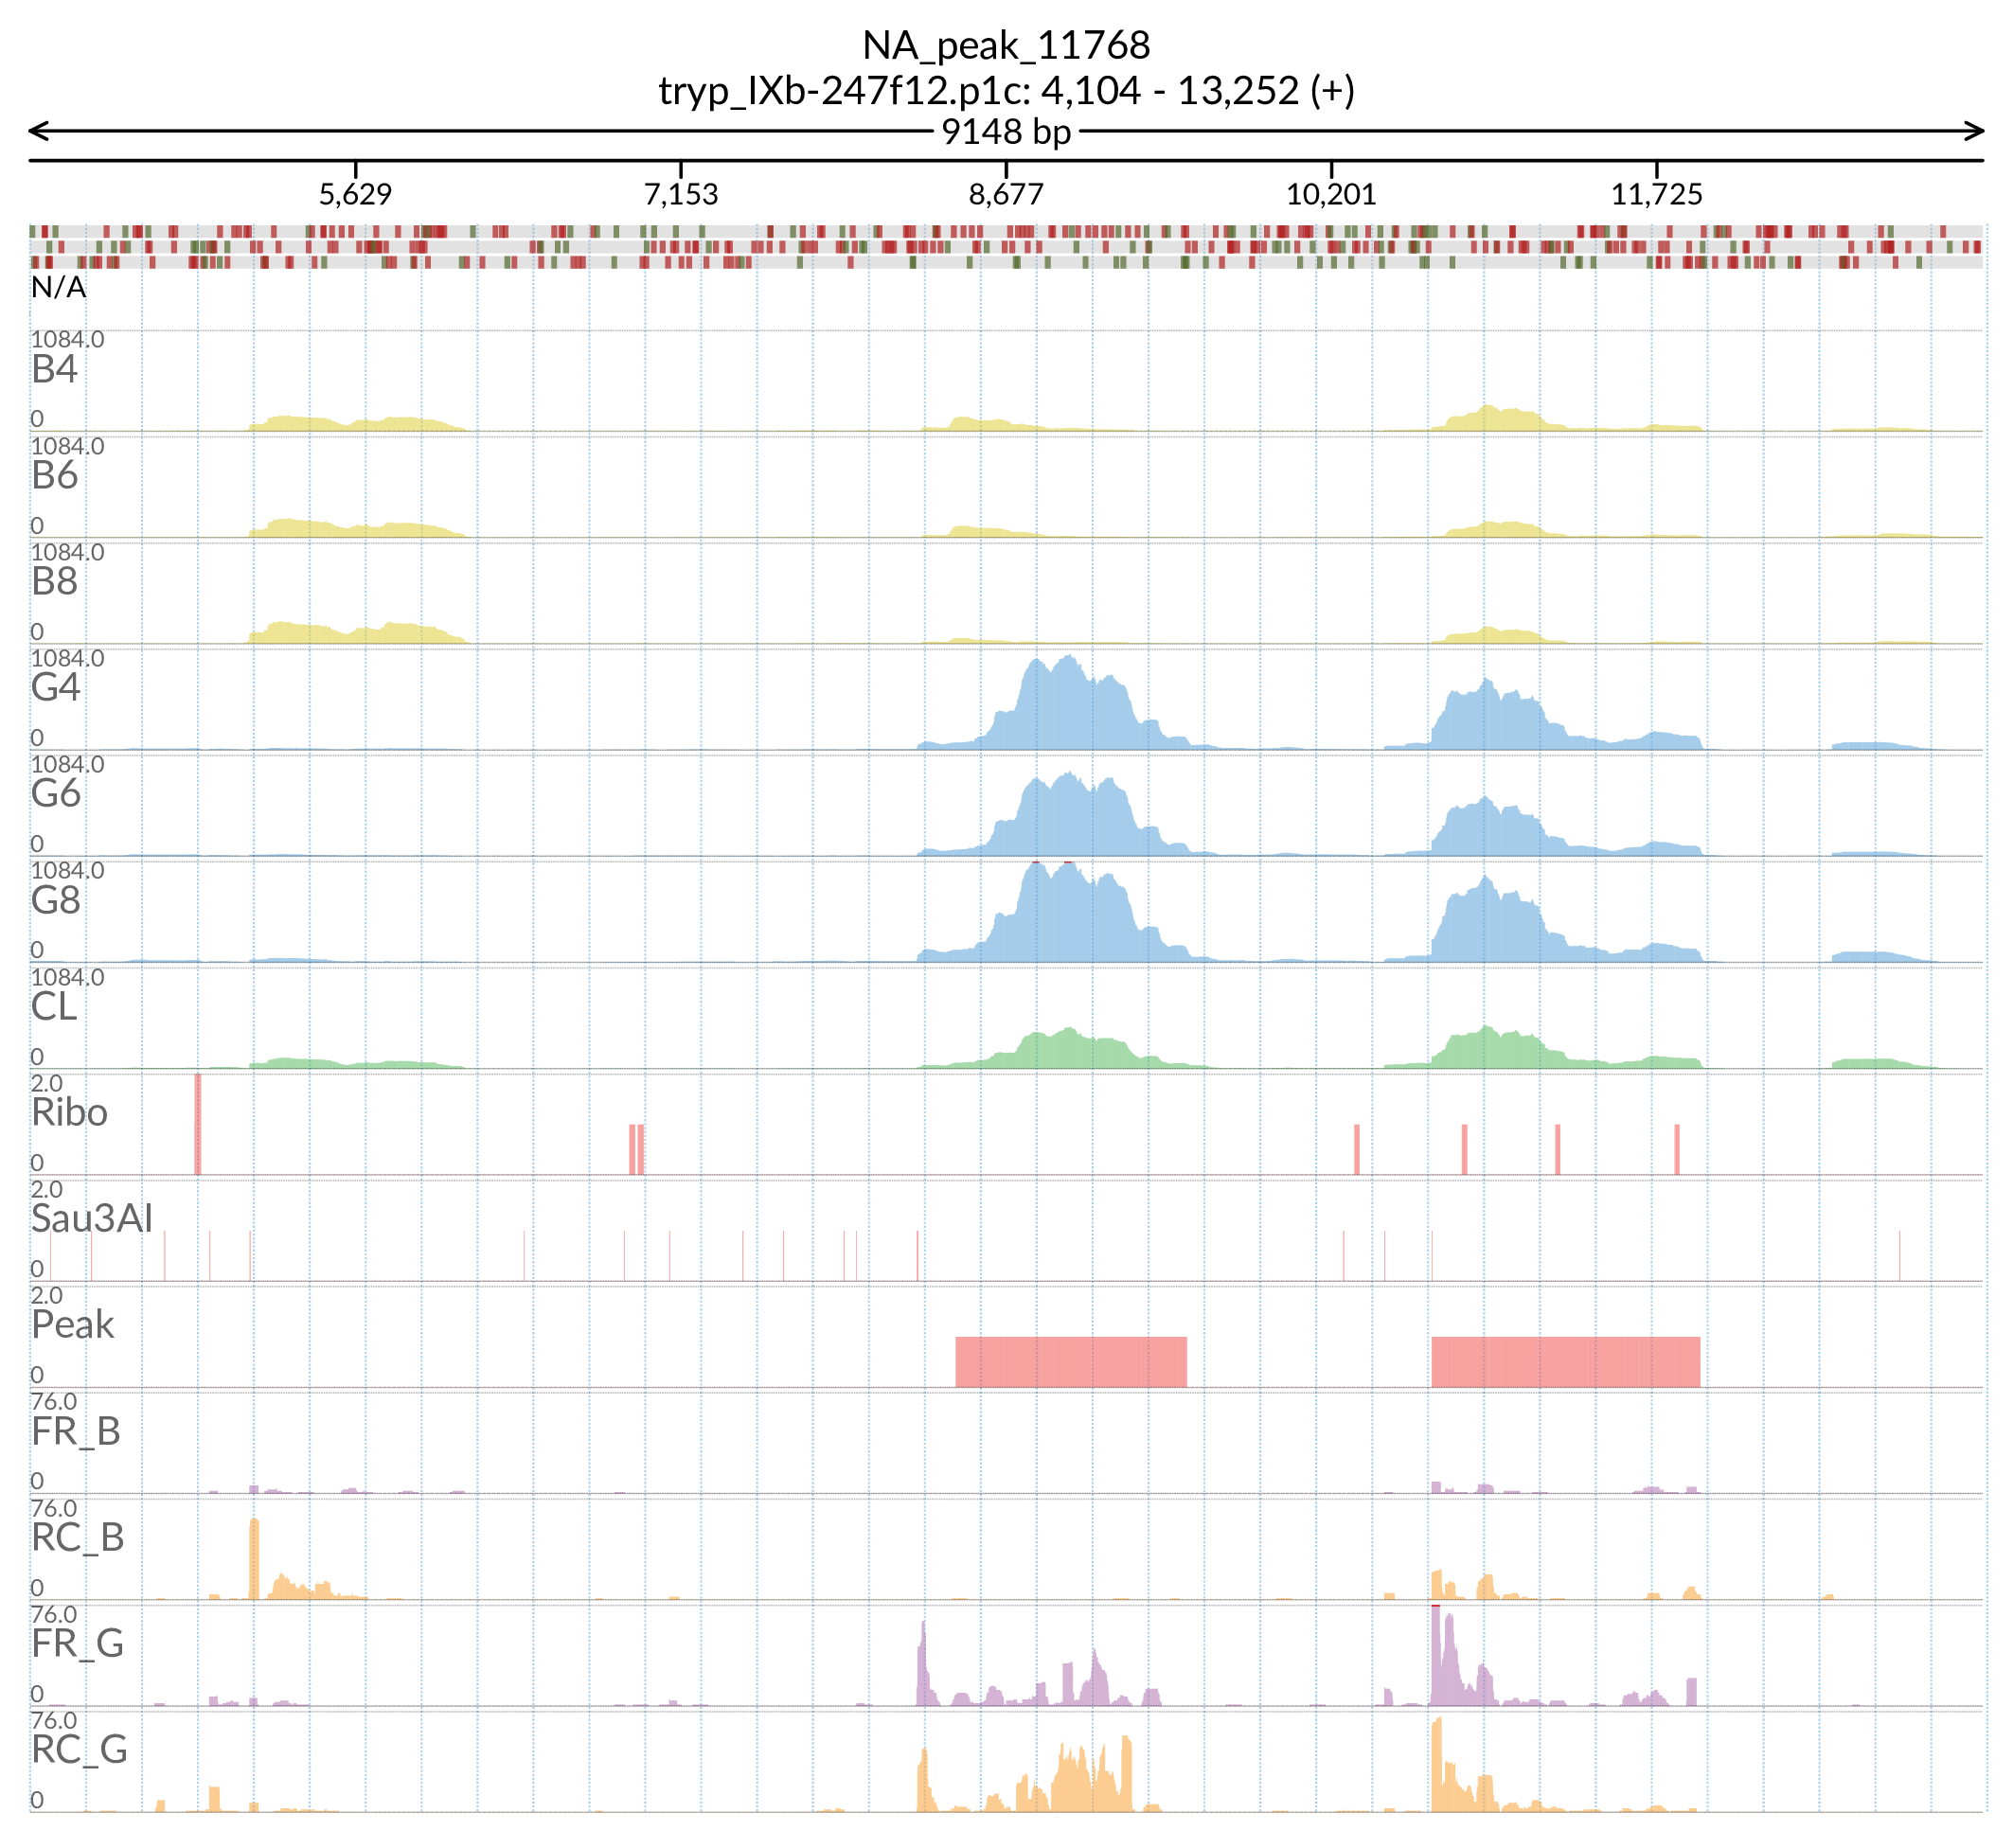 NA_peak_11768
tryp_IXb-247f12.p1c: 4,104 - 13,252 (+)
9148 bp
5,629 7,153 8,677 10,201 11,725
N/A
1084.0
B4
0
1084.0
B6
0
1084.0
B8
0
1084.0
G4
0
1084.0
G6
0
1084.0
G8
0
1084.0
CL
0
2.0
Ribo
0
2.0
Sau3AI
0
2.0
Peak
0
76.0
FR_B
0
76.0
RC_B
0
76.0
FR_G
0
76.0
RC_G
0